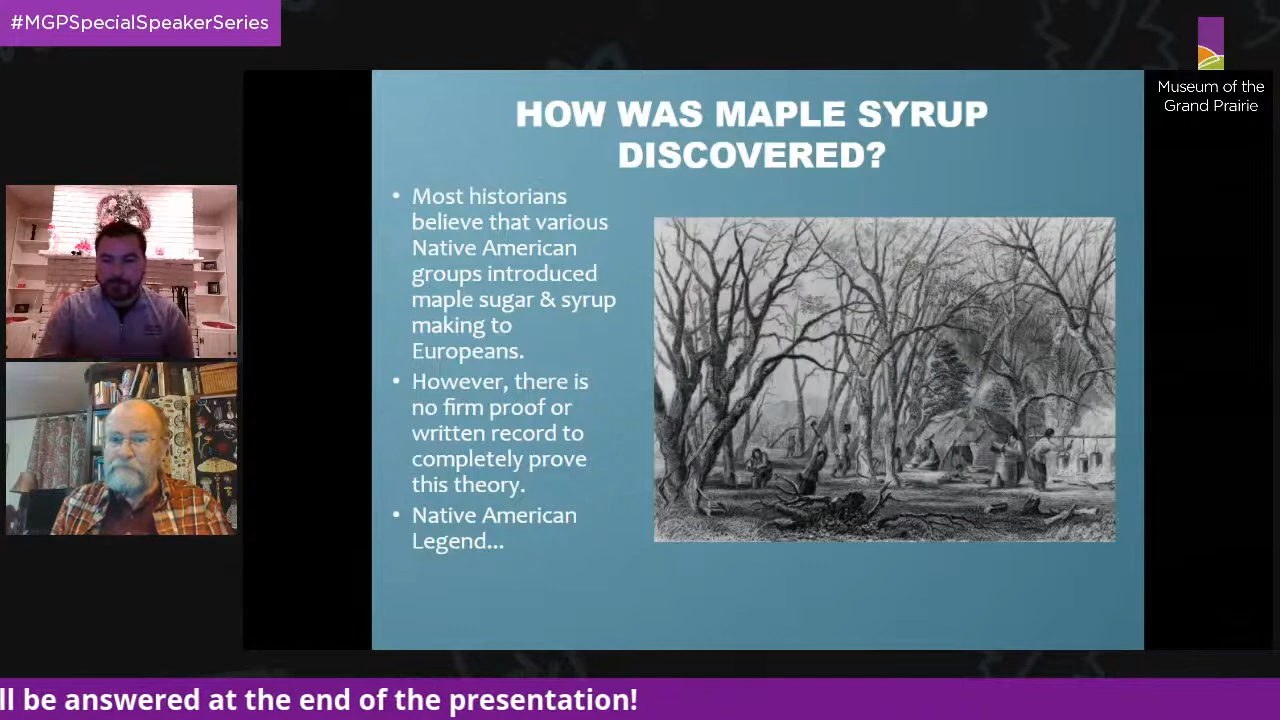 #MGPSpecialSpeakerSeries
Museum of the
Grand Prairie
HOW WAS MAPLE SYRUP
DISCOVERED?
• Most historians
believe that various
Native American
groups introduced
maple sugar & syrup
making to
Europeans.
• However, there is
no firm proof or
written record to
completely prove
this theory.
• Native American
Legend...
ll be answered at the end of the presentation!